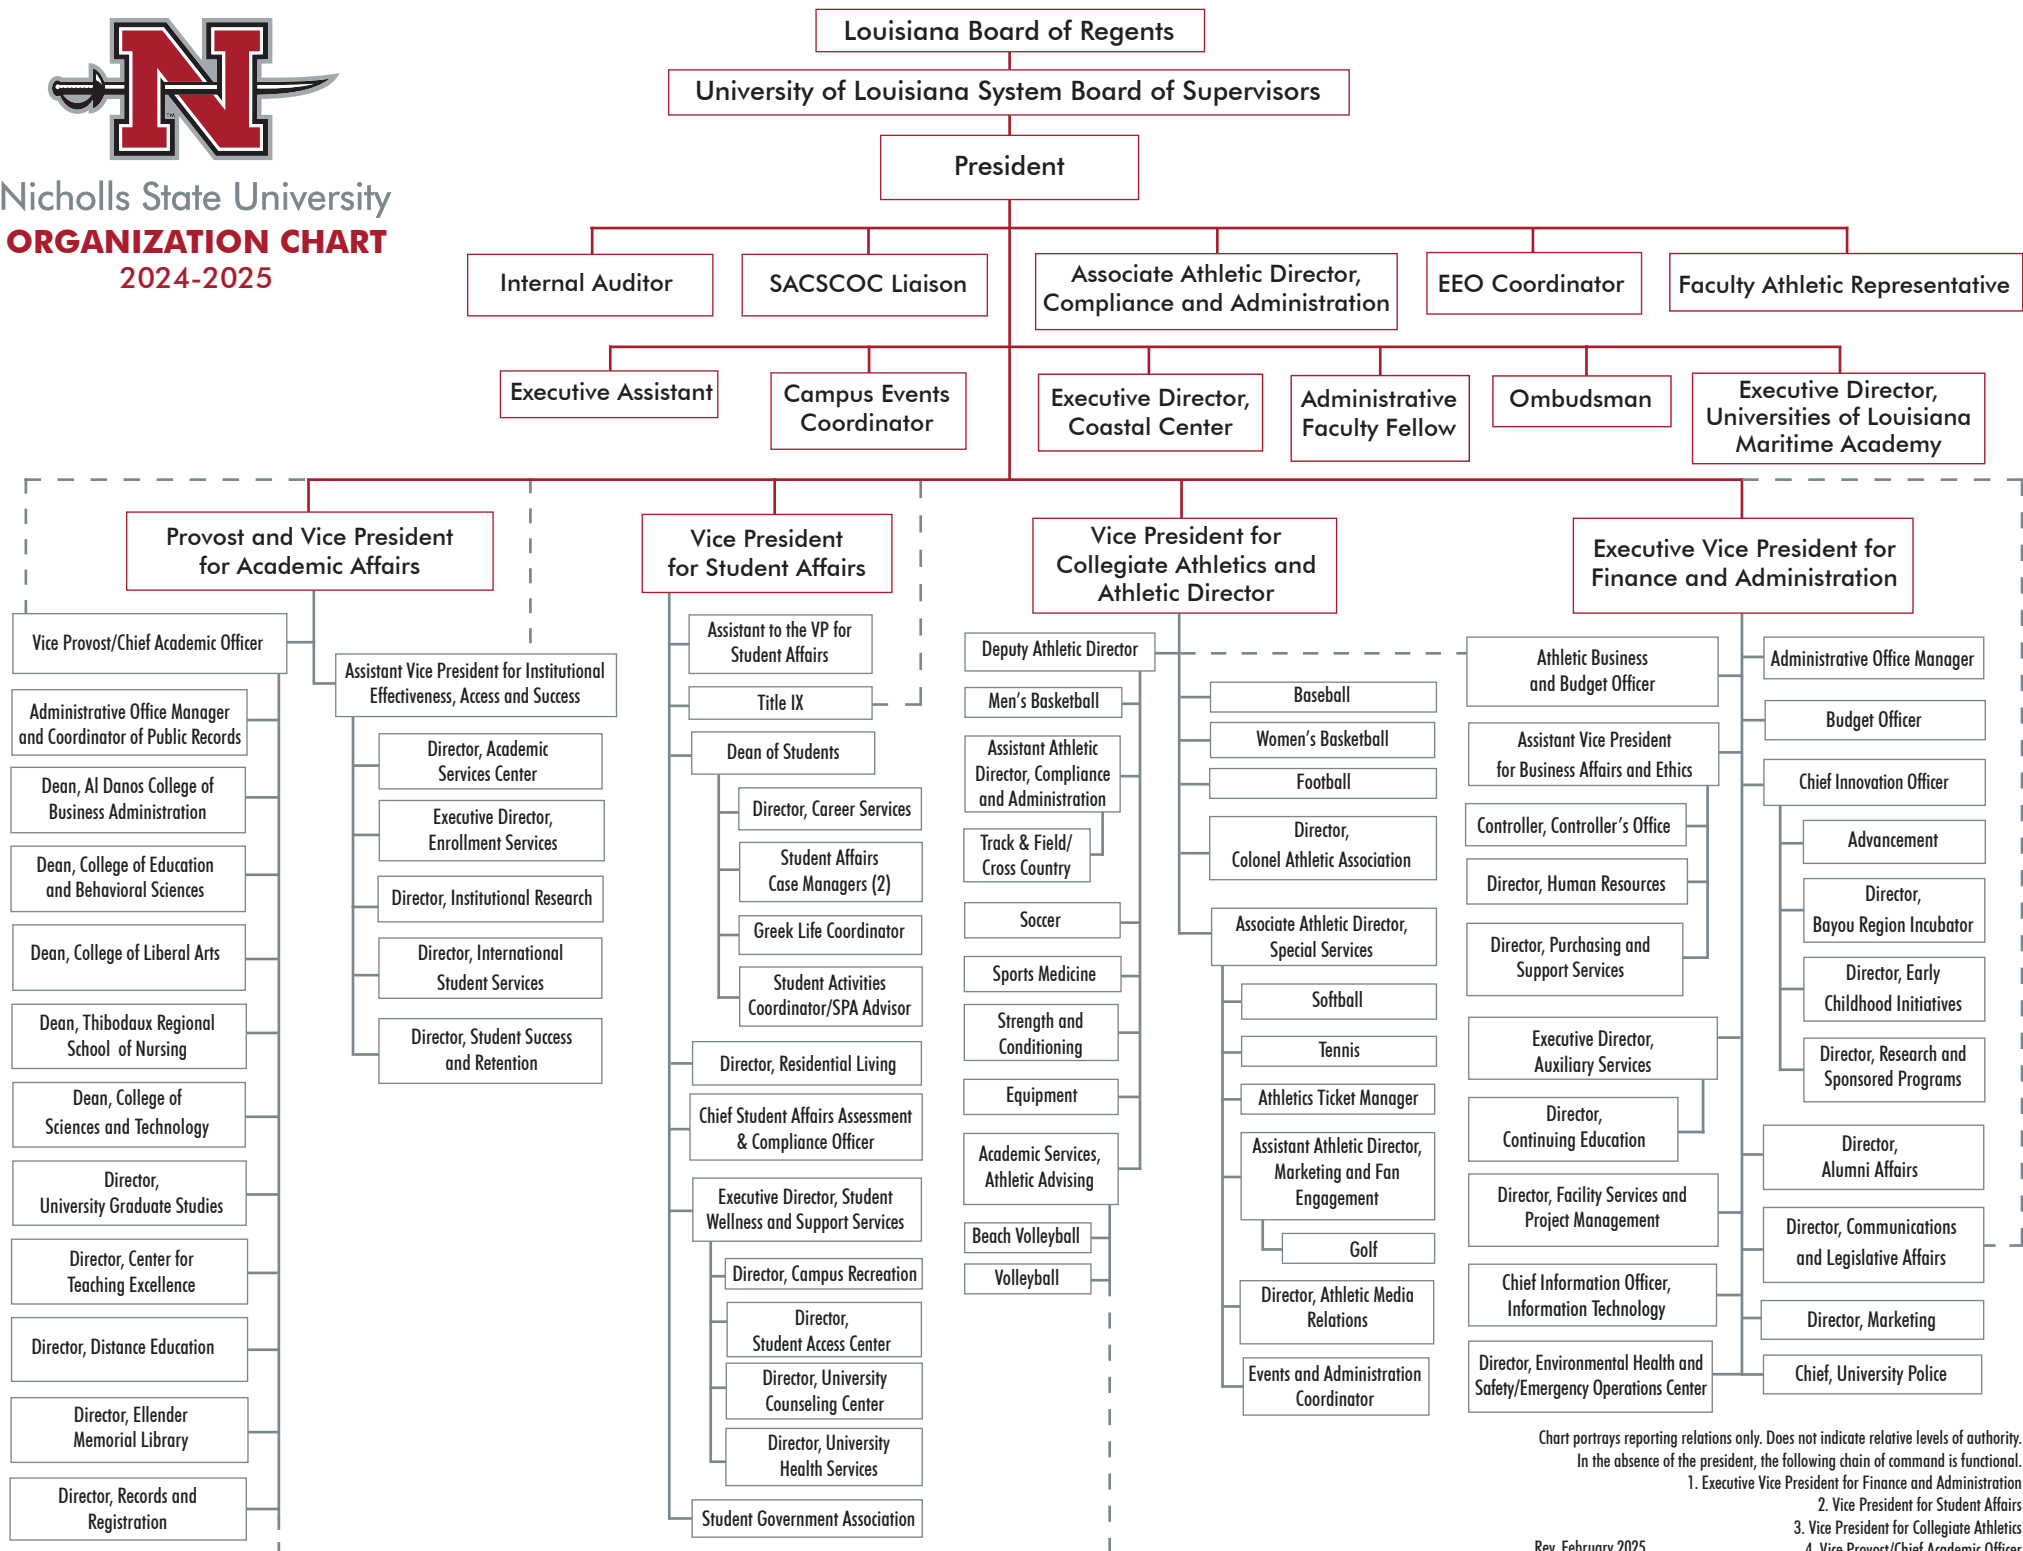 Louisiana Board of Regents
University of Louisiana System Board of Supervisors
President
N
™
Nicholls State University
ORGANIZATION CHART
2024-2025
Internal Auditor
SACSCOC Liaison
Associate Athletic Director,
Compliance and Administration
EEO Coordinator
Faculty Athletic Representative
Executive Assistant
Campus Events
Coordinator
Executive Director,
Coastal Center
Administrative
Faculty Fellow
Ombudsman
Executive Director,
Universities of Louisiana
Maritime Academy
Provost and Vice President
for Academic Affairs
Vice Provost/Chief Academic Officer
Administrative Office Manager
and Coordinator of Public Records
Dean, Al Danos College of
Business Administration
Dean, College of Education
and Behavioral Sciences
Dean, College of Liberal Arts
Dean, Thibodaux Regional
School of Nursing
Dean, College of
Sciences and Technology
Director,
University Graduate Studies
Director, Center for
Teaching Excellence
Director, Distance Education
Director, Ellender
Memorial Library
Director, Records and
Registration
Assistant Vice President for Institutional
Effectiveness, Access and Success
Director, Academic
Services Center
Executive Director,
Enrollment Services
Director, Institutional Research
Director, International
Student Services
Director, Student Success
and Retention
Vice President
for Student Affairs
Assistant to the VP for
Student Affairs
Title IX
Dean of Students
Director, Career Services
Student Affairs
Case Managers (2)
Greek Life Coordinator
Student Activities
Coordinator/SPA Advisor
Director, Residential Living
Chief Student Affairs Assessment
& Compliance Officer
Executive Director, Student
Wellness and Support Services
Director, Campus Recreation
Director,
Student Access Center
Director, University
Counseling Center
Director, University
Health Services
Student Government Association
Vice President for
Collegiate Athletics and
Athletic Director
Deputy Athletic Director
Men's Basketball
Assistant Athletic
Director, Compliance
and Administration
Track & Field/
Cross Country
Soccer
Sports Medicine
Strength and
Conditioning
Equipment
Academic Services,
Athletic Advising
Beach Volleyball
Volleyball
Baseball
Women's Basketball
Football
Director,
Colonel Athletic Association
Associate Athletic Director,
Special Services
Softball
Tennis
Athletics Ticket Manager
Assistant Athletic Director,
Marketing and Fan
Engagement
Golf
Director, Athletic Media
Relations
Events and Administration
Coordinator
Executive Vice President for
Finance and Administration
Athletic Business
and Budget Officer
Assistant Vice President
for Business Affairs and Ethics
Controller, Controller's Office
Director, Human Resources
Director, Purchasing and
Support Services
Executive Director,
Auxiliary Services
Director,
Continuing Education
Director, Facility Services and
Project Management
Chief Information Officer,
Information Technology
Director, Environmental Health and
Safety/Emergency Operations Center
Administrative Office Manager
Budget Officer
Chief Innovation Officer
Advancement
Director,
Bayou Region Incubator
Director, Early
Childhood Initiatives
Director, Research and
Sponsored Programs
Director,
Alumni Affairs
Director, Communications
and Legislative Affairs
Director, Marketing
Chief, University Police
Chart portrays reporting relations only. Does not indicate relative levels of authority.
In the absence of the president, the following chain of command is functional.
1. Executive Vice President for Finance and Administration
2. Vice President for Student Affairs
3. Vice President for Collegiate Athletics
4. Vice Provost/Chief Academic Officer
Rev. February 2025